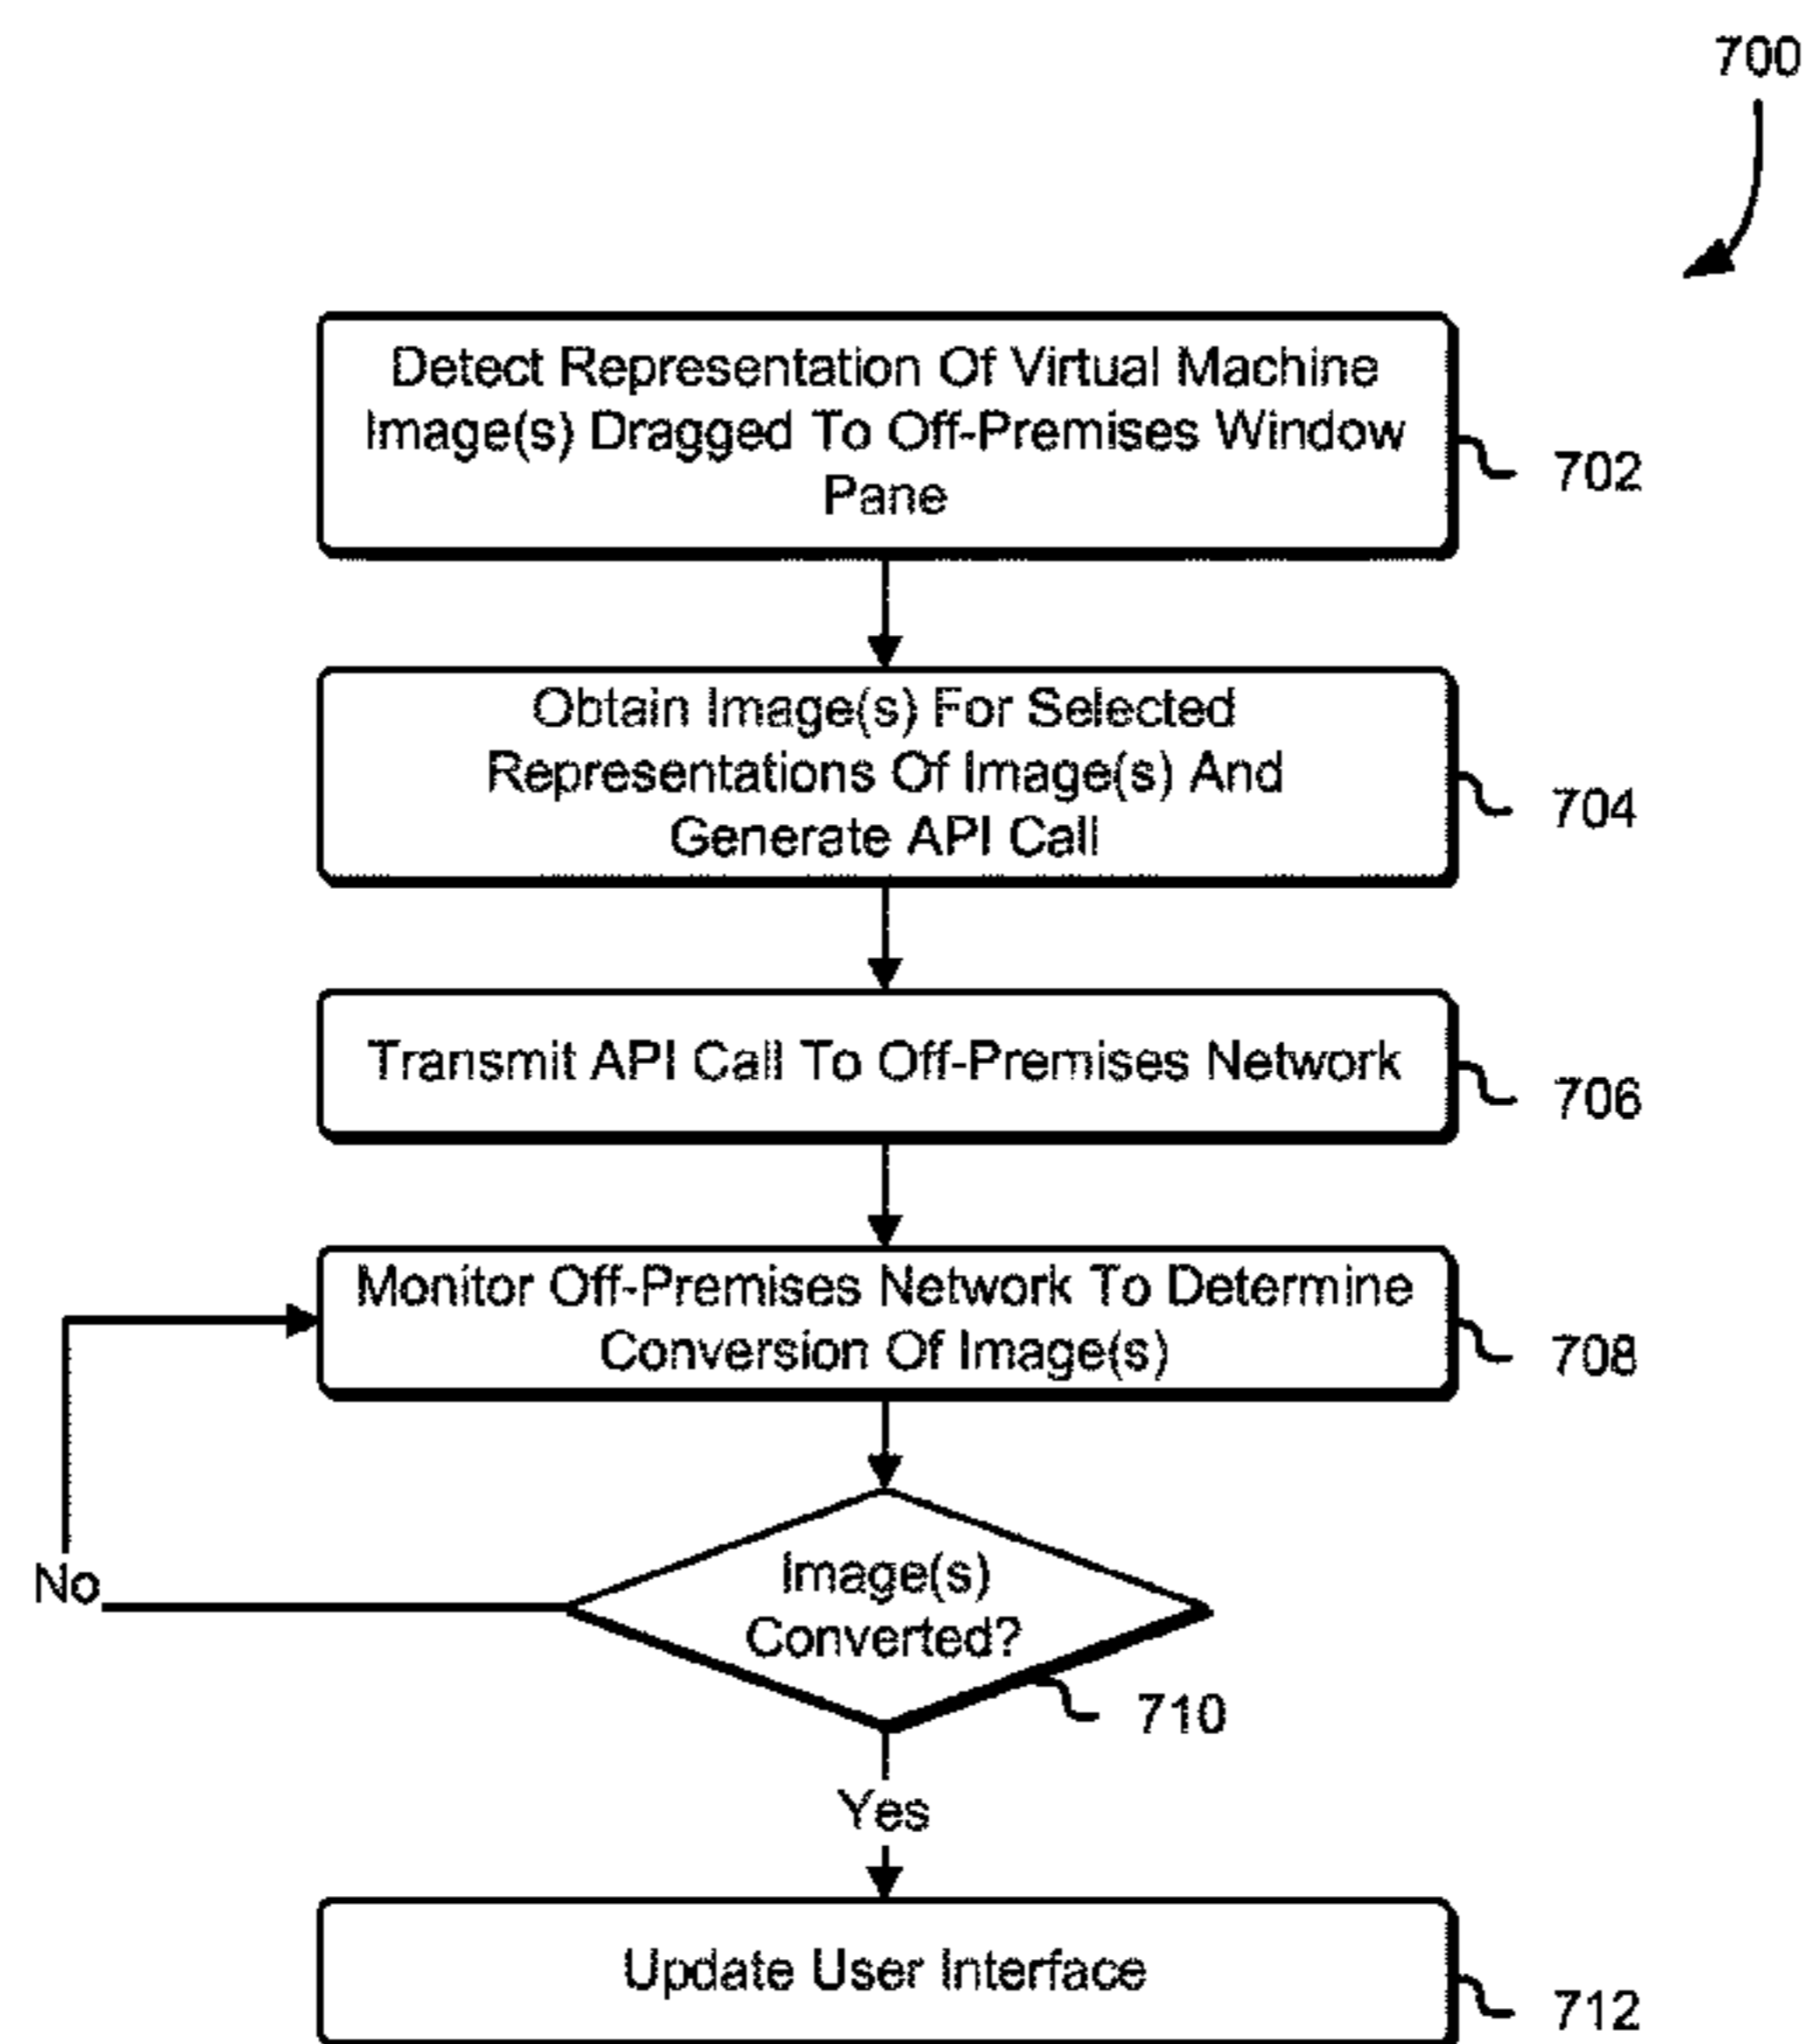 700
Detect Representation Of Virtual Machine
Image(s) Dragged To Off-Premises Window
Pane
702
Obtain Image(s) For Selected
Representations Of Image(s) And
Generate API Call
704
Transmit API Call To Off-Premises Network
706
Monitor Off-Premises Network To Determine
Conversion Of Image(s)
708
Image(s)
Converted?
No
710
Yes
Update User Interface
712